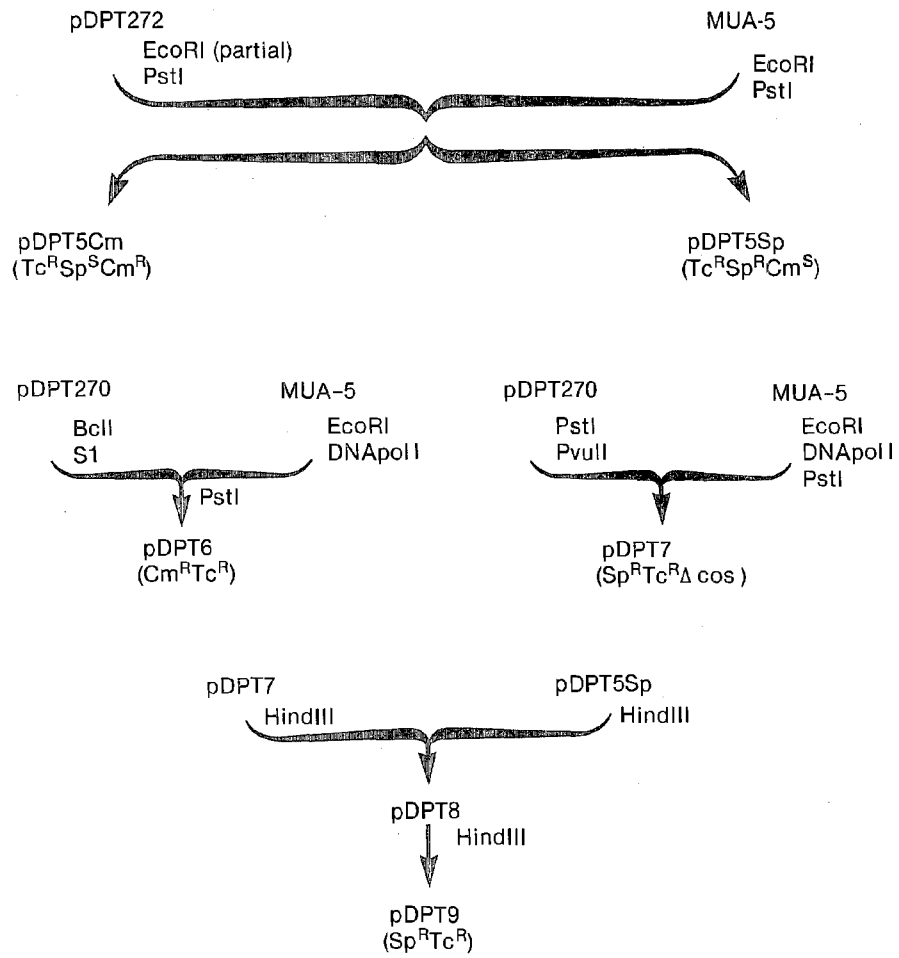 pDPT272
MUA-5
EcoRI (partial)
PstI
EcoRI
PstI
pDPT5Cm
(Tc^R Sp^S Cm^R)
pDPT5Sp
(Tc^R Sp^R Cm^S)
pDPT270
MUA-5
BclI
S1
EcoRI
DNApol I
PstI
pDPT6
(Cm^R Tc^R)
pDPT270
MUA-5
PstI
PvuII
EcoRI
DNApol I
PstI
pDPT7
(Sp^R Tc^R Δ cos)
pDPT7
pDPT5Sp
HindIII
HindIII
pDPT8
HindIII
pDPT9
(Sp^R Tc^R)